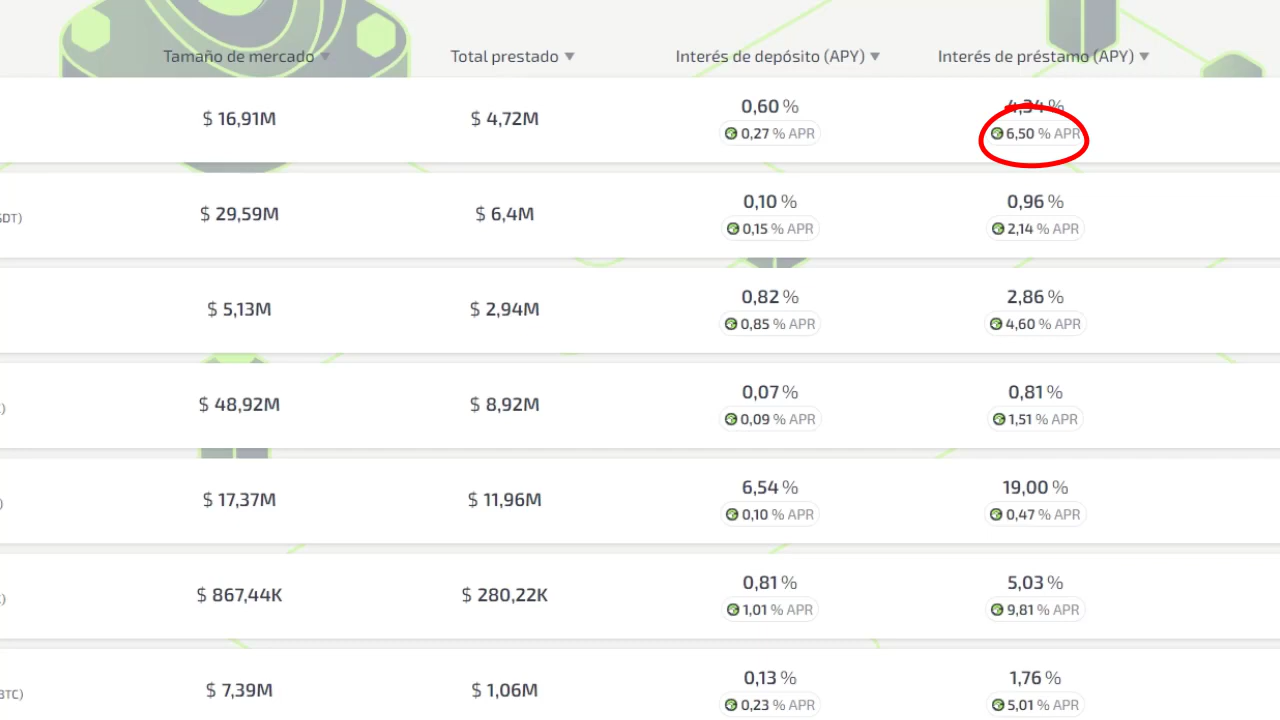 Tamaño de mercado Total prestado Interés de depósito (APY) Interés de préstamo (APY)
$ 16,91M $ 4,72M 0,60 % 4,34 %
0,27 % APR 6,50 % APR
$ 29,59M $ 6,4M 0,10 % 0,96 %
0,15 % APR 2,14 % APR
$ 5,13M $ 2,94M 0,82 % 2,86 %
0,85 % APR 4,60 % APR
$ 48,92M $ 8,92M 0,07 % 0,81 %
0,09 % APR 1,51 % APR
$ 17,37M $ 11,96M 6,54 % 19,00 %
0,10 % APR 0,47 % APR
$ 867,44K $ 280,22K 0,81 % 5,03 %
1,01 % APR 9,81 % APR
BTC) $ 7,39M $ 1,06M 0,13 % 1,76 %
0,23 % APR 5,01 % APR